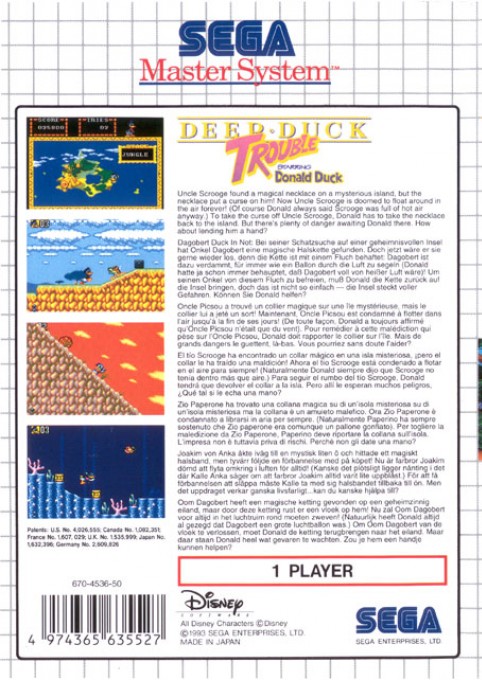 SEGA
Master System™
SCORE TRIES
025800 02
JUNGLE
DEEP·DUCK
TROUBLE
STARRING
Donald Duck
Uncle Scrooge found a magical necklace on a mysterious island, but the
necklace put a curse on him! Now Uncle Scrooge is doomed to float around in
the air forever! (Of course Donald always said Scrooge was full of hot air
anyway.) To take the curse off Uncle Scrooge, Donald has to take the necklace
back to the island. But there's plenty of danger awaiting Donald there. How
about lending him a hand?
Dagobert Duck In Not: Bei seiner Schatzsuche auf einer geheimnisvollen Insel
hat Onkel Dagobert eine magische Halskette gefunden. Doch jetzt wäre er sie
gerne wieder los, denn die Kette ist mit einem Fluch behaftet: Dagobert ist
dazu verdammt, für immer wie ein Ballon durch die Luft zu segeln (Donald
hatte ja schon immer behauptet, daß Dagobert voll von heißer Luft wäre)! Um
seinen Onkel von diesem Fluch zu befreien, muß Donald die Kette zurück auf
die Insel bringen, doch das ist nicht so einfach — die Insel steckt voller
Gefahren. Können Sie Donald helfen?
Oncle Picsou a trouvé un collier magique sur une île mystérieuse, mais le
collier lui a jeté un sort! Maintenant, Oncle Picsou est condamné à flotter dans
l'air jusqu'à la fin de ses jours! (De toute façon, Donald a toujours affirmé
qu'Oncle Picsou n'était que du vent). Pour remédier à cette malédiction qui
pèse sur l'Oncle Picsou, Donald doit rapporter le collier sur l'île. Mais de
grands dangers le guettent, là-bas. Vous pourriez sans doute l'aider?
El tío Scrooge ha encontrado un collar mágico en una isla misteriosa, ¡pero el
collar le ha traído una maldición! Ahora el tío Scrooge está condenado a flotar
en el aire para siempre! (Naturalmente Donald siempre dijo que Scrooge no
tenia dentro más que aire.) Para seguir el rumbo del tío Scrooge, Donald
tendrá que devolver el collar a la isla. Pero allí le esperan muchos peligros,
¿Qué tal si le echa una mano?
Zio Paperone ha trovato una collana magica su di un'isola misteriosa su di
un'isola misteriosa ma la collana è un amuleto malefico. Ora Zio Paperone è
condannato a librarsi in aria per sempre. (Naturalmente Paperino ha sempre
sostenuto che Zio Paperone era comunque un pallone gonfiato). Per togliere la
maledizione da Zio Paperone, Paperino deve riportare la collana sull'isola.
L'impresa non è tuttavia priva di rischi. Perchè non gli date una mano?
Joakim von Anka åkte iväg till en mystisk liten ö och hittade ett magiskt
halsband, men tyvärr följde en förbannelse med på köpet! Nu är farbror Joakim
dömd att flyta omkring i luften för alltid! (Kanske det plötsligt ligger nånting i det
där Kalle Anka säger om att farbror Joakim alltid varit lite uppblåst.) För att få
förbannelsen att släppa måste Kalle ta med sig halsbandet tillbaka till ön. Men
det uppdraget verkar ganska livsfarligt...kan du kanske hjälpa till?
Oom Dagobert heeft een magische ketting gevonden op een geheimzinnig
eiland, maar door deze ketting rust er een vloek op hem! Nu zal Oom Dagobert
voor altijd in het luchtruim rond moeten zweven! (Natuurlijk heeft Donald altijd
al gezegd dat Dagobert een grote luchtballon was.) Om Oom Dagobert van de
vloek te verlossen, moet Donald de ketting terugbrengen naar het eiland. Maar
daar staan Donald heel wat gevaren te wachten. Zou je hem een handje
kunnen helpen?
Patents: U.S. No. 4,026,555; Canada No. 1,082,351;
France No. 1,607,029; U.K. No. 1,535,999; Japan No.
1,632,396; Germany No. 2,609,826
1 PLAYER
670-4536-50
4 974365 635527
Disney
SOFTWARE
All Disney Characters © Disney
©1993 SEGA ENTERPRISES, LTD.
MADE IN JAPAN
SEGA
SEGA ENTERPRISES, LTD.